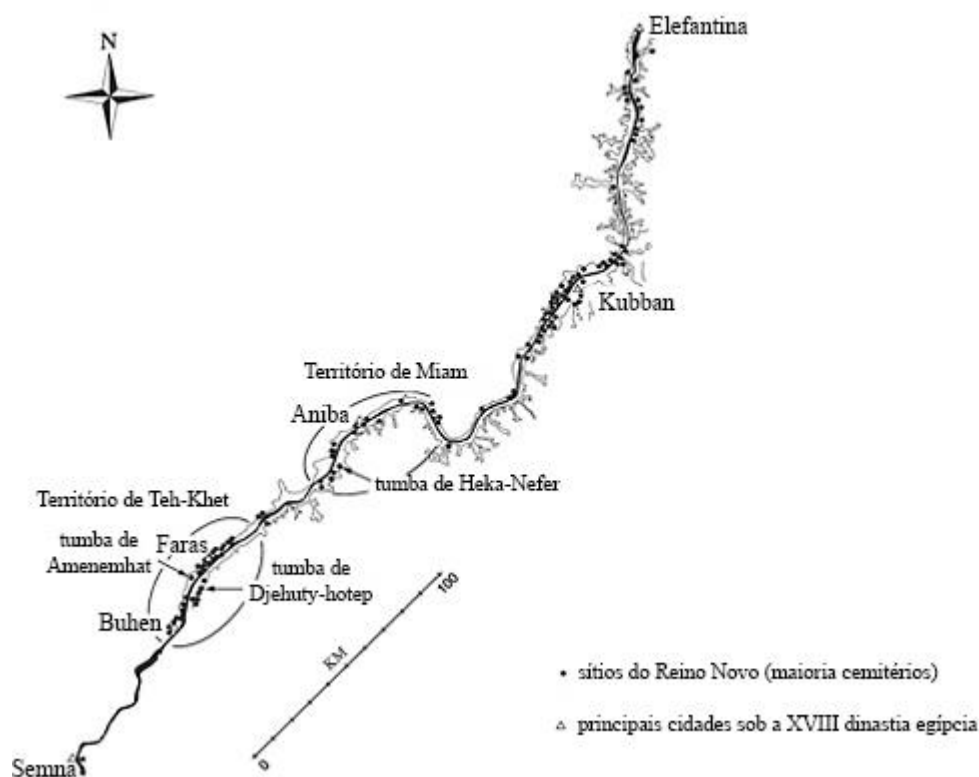 Elefantina
N
Kubban
Território de Miam
Aniba
tumba de Heka-Nefer
Território de Teh-Khet
tumba de
Amenemhat
Faras
tumba de
Djehuty-hotep
Buhen
100
KM
0
• sítios do Reino Novo (maioria cemitérios)
△ principais cidades sob a XVIII dinastia egípcia
Semna